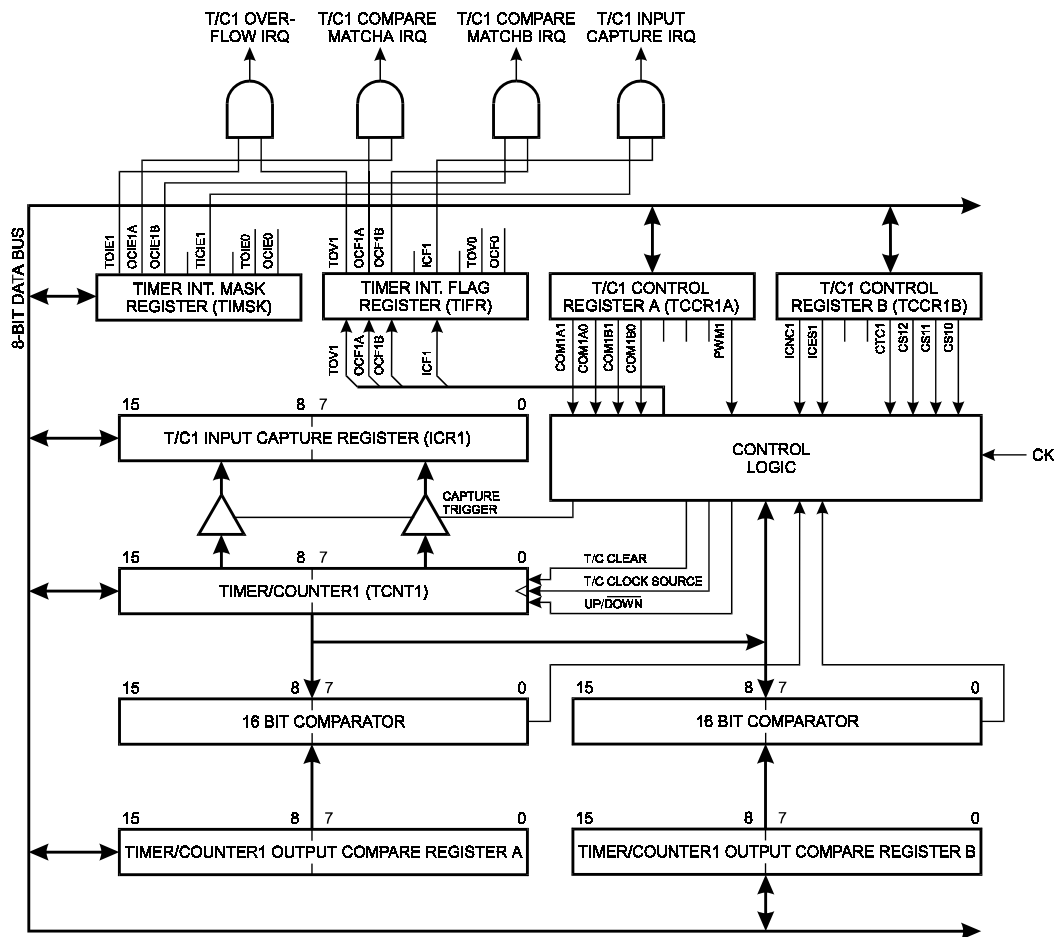 T/C1 OVER-
FLOW IRQ
T/C1 COMPARE
MATCHA IRQ
T/C1 COMPARE
MATCHB IRQ
T/C1 INPUT
CAPTURE IRQ
8-BIT DATA BUS
TOIE1
OCIE1A
OCIE1B
TICIE1
TOIE0
OCIE0
TOV1
OCF1A
OCF1B
ICF1
TOV0
OCF0
TIMER INT. MASK
REGISTER (TIMSK)
TIMER INT. FLAG
REGISTER (TIFR)
T/C1 CONTROL
REGISTER A (TCCR1A)
T/C1 CONTROL
REGISTER B (TCCR1B)
TOV1
OCF1A
OCF1B
ICF1
COM1A1
COM1A0
COM1B1
COM1B0
PWM1
ICNC1
ICES1
CTC1
CS12
CS11
CS10
15 8 7 0
T/C1 INPUT CAPTURE REGISTER (ICR1)
CONTROL
LOGIC
CK
CAPTURE
TRIGGER
15 8 7 0
TIMER/COUNTER1 (TCNT1)
T/C CLEAR
T/C CLOCK SOURCE
UP/DOWN
15 8 7 0
16 BIT COMPARATOR
15 8 7 0
16 BIT COMPARATOR
15 8 7 0
TIMER/COUNTER1 OUTPUT COMPARE REGISTER A
15 8 7 0
TIMER/COUNTER1 OUTPUT COMPARE REGISTER B